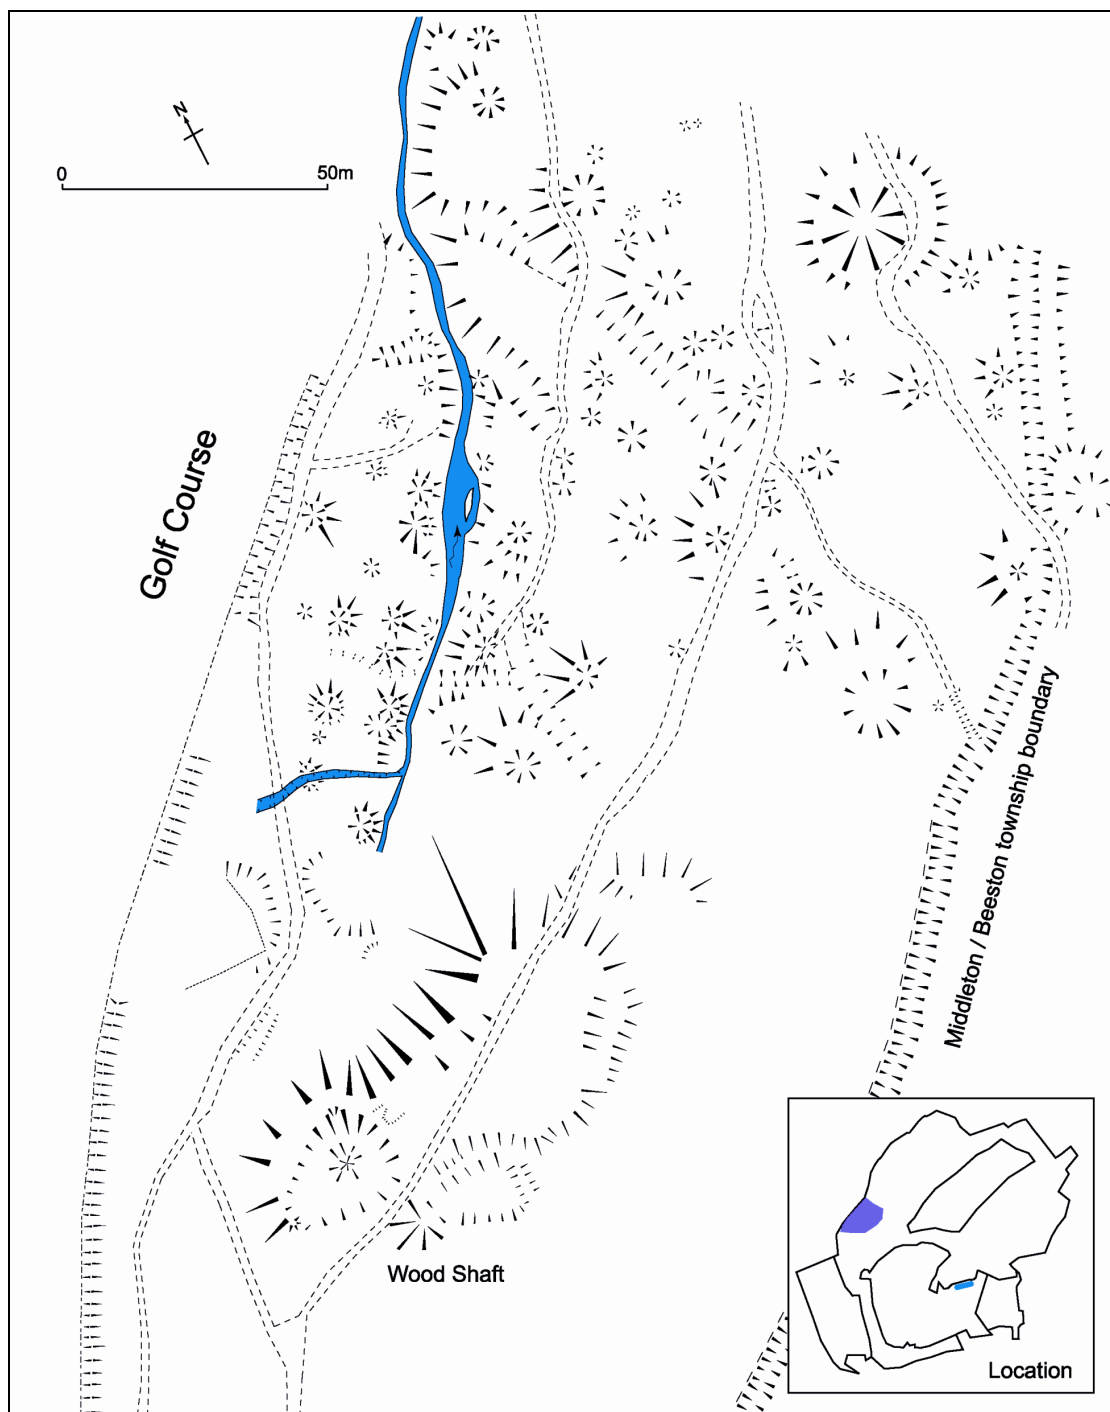 N
0 50m
Golf Course
Middleton / Beeston township boundary
Wood Shaft
Location